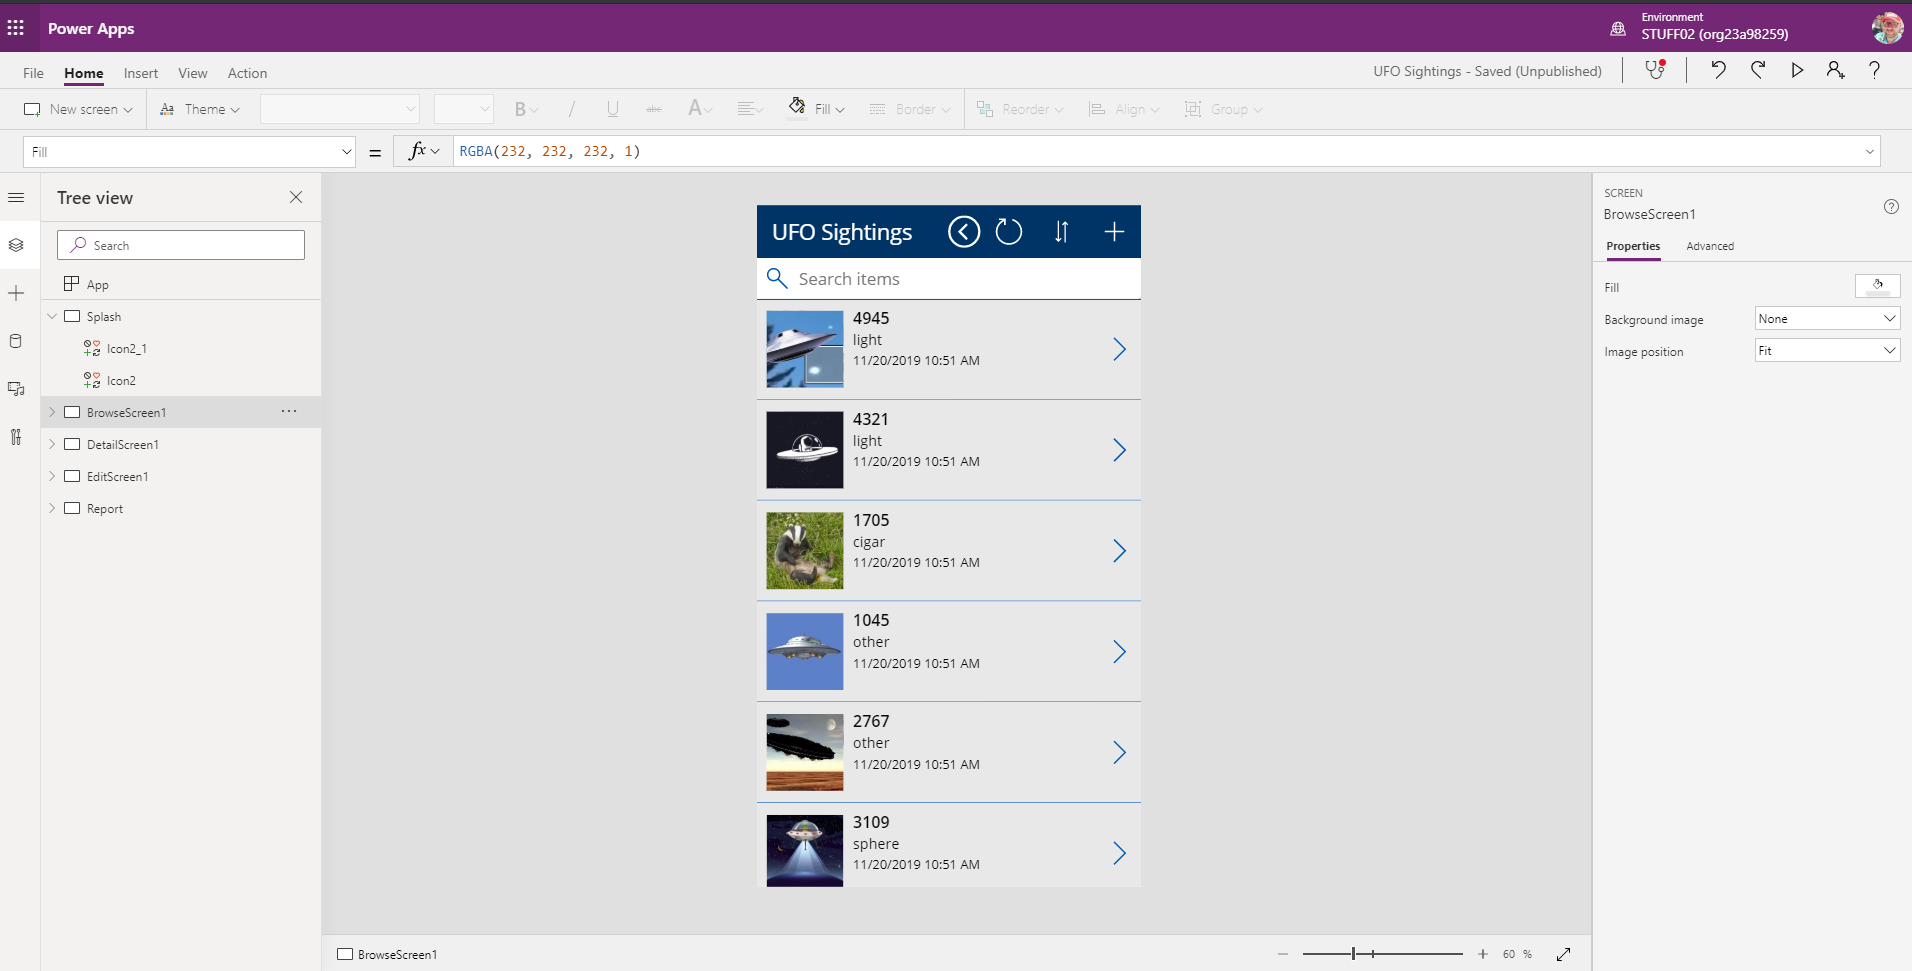 Power Apps
Environment
STUFF02 (org23a98259)
File Home Insert View Action
UFO Sightings - Saved (Unpublished)
New screen Theme B / U abc A Fill Border Reorder Align Group
Fill = fx RGBA(232, 232, 232, 1)
Tree view
Search
App
Splash
Icon2_1
Icon2
BrowseScreen1
DetailScreen1
EditScreen1
Report
UFO Sightings
Search items
4945
light
11/20/2019 10:51 AM
4321
light
11/20/2019 10:51 AM
1705
cigar
11/20/2019 10:51 AM
1045
other
11/20/2019 10:51 AM
2767
other
11/20/2019 10:51 AM
3109
sphere
11/20/2019 10:51 AM
SCREEN
BrowseScreen1
Properties Advanced
Fill
Background image None
Image position Fit
BrowseScreen1
60 %